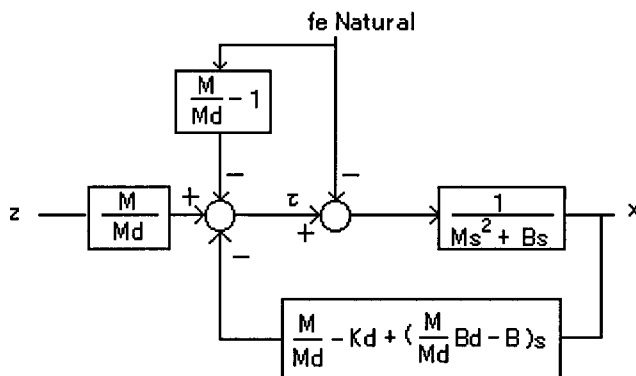 fe Natural
M
Md
- 1
−
z
M
Md
+
−
τ
+
−
1
Ms² + Bs
x
M
Md
- Kd + (
M
Md
Bd - B)s